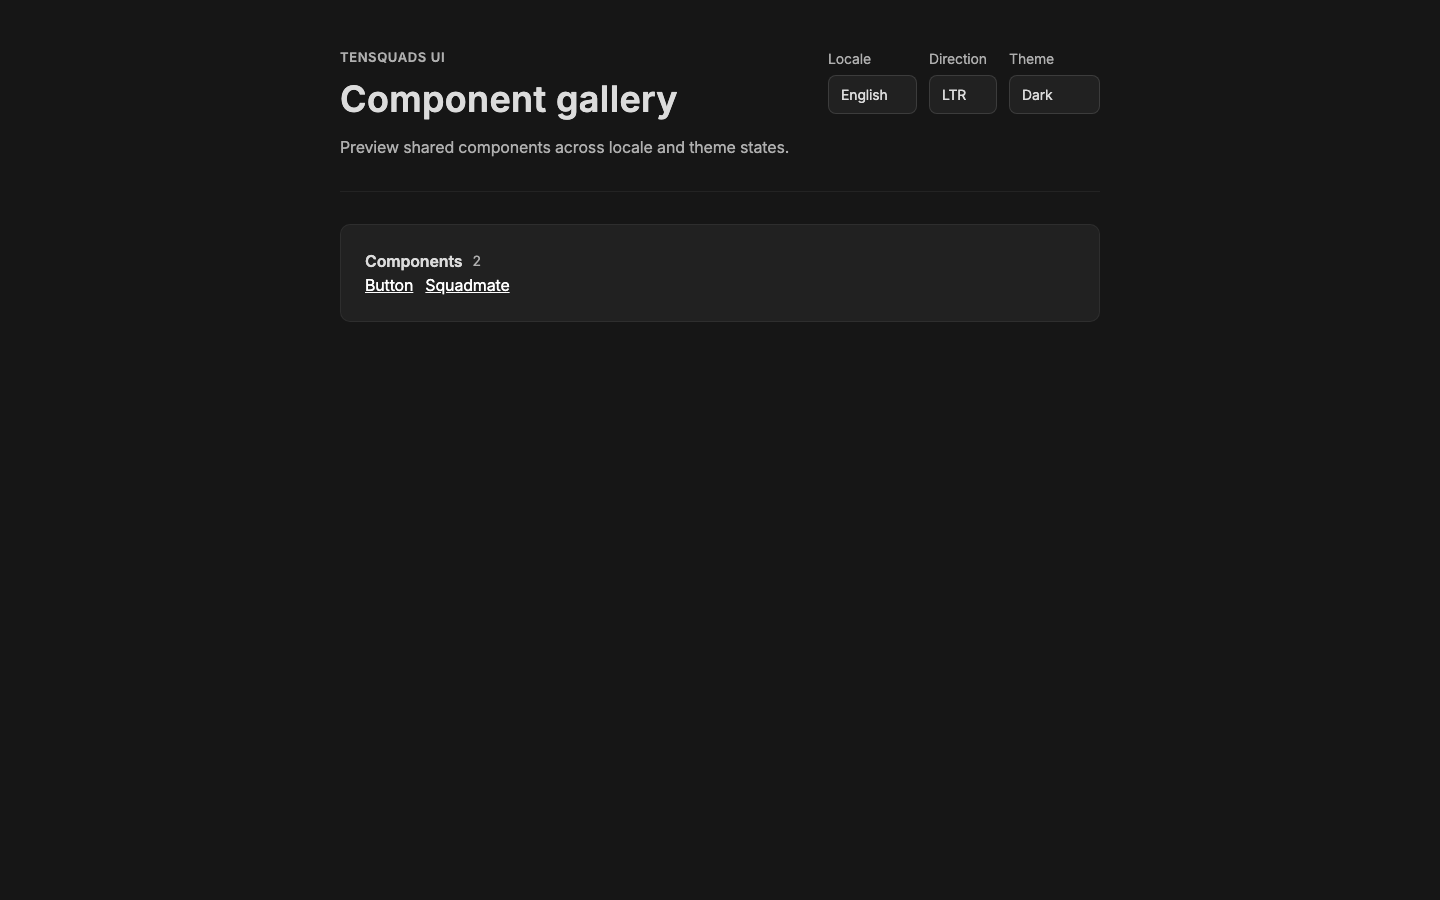 TENSQUADS UI
Component gallery
Preview shared components across locale and theme states.
Locale
English
Direction
LTR
Theme
Dark
Components 2
Button Squadmate